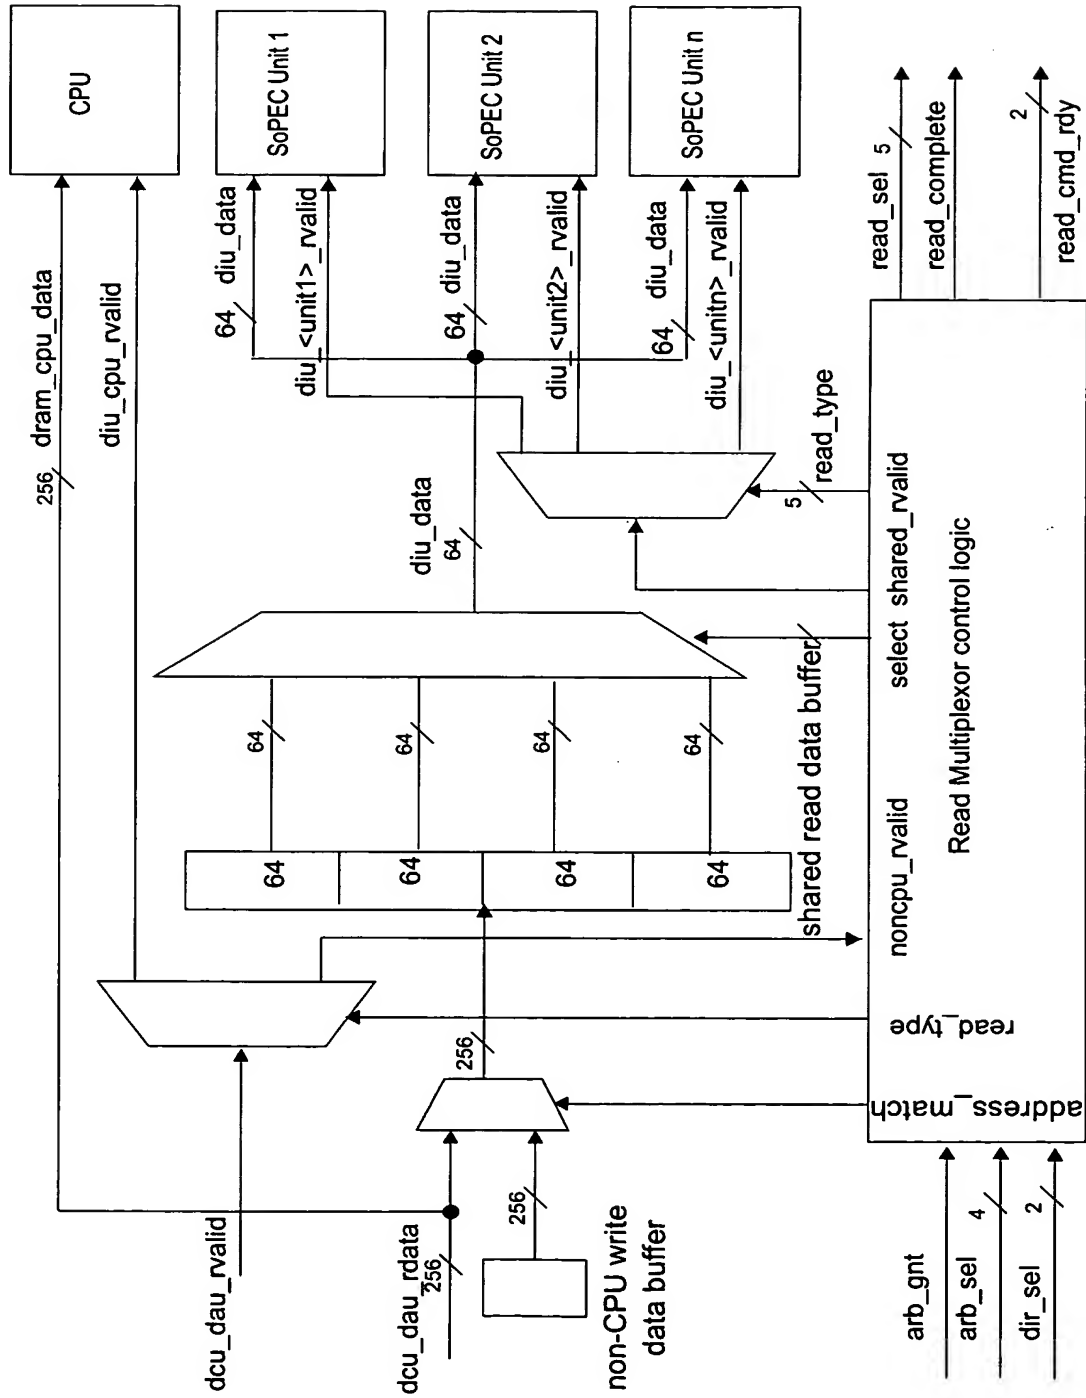 CPU
SoPEC Unit 1
SoPEC Unit 2
SoPEC Unit n
256
dram_cpu_data
diu_cpu_rvalid
64
diu_data
diu_<unit1>_rvalid
64
diu_data
diu_<unit2>_rvalid
64
diu_data
diu_<unitn>_rvalid
diu_data
64
5
read_type
64
64
64
64
64
64
64
64
shared read data buffer
256
256
dcu_dau_rvalid
dcu_dau_rdata
256
non-CPU write
data buffer
address_match
read_type
noncpu_rvalid
select
shared_rvalid
Read Multiplexor control logic
arb_gnt
arb_sel
4
dir_sel
2
read_sel
5
read_complete
2
read_cmd_rdy